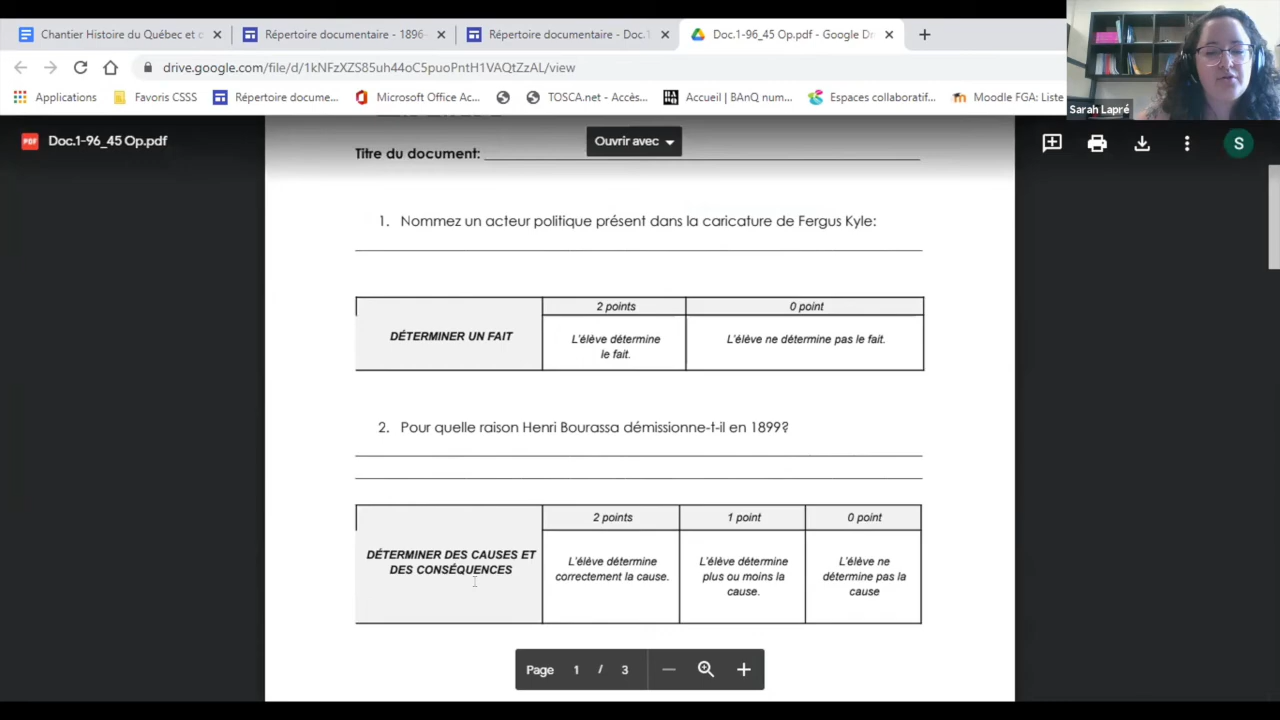 Chantier Histoire du Québec et c
Répertoire documentaire - 1896-
Répertoire documentaire - Doc.1
Doc.1-96_45 Op.pdf - Google Dr
drive.google.com/file/d/1kNFzXZS85uh44oC5puoPntH1VAQtZzAL/view
Applications
Favoris CSSS
Répertoire docume...
Microsoft Office Ac...
TOSCA.net - Accès...
Accueil | BAnQ num...
Espaces collaboratif...
Moodle FGA: Liste
Sarah Lapré
PDF
Doc.1-96_45 Op.pdf
Ouvrir avec
S
Titre du document:
1. Nommez un acteur politique présent dans la caricature de Fergus Kyle:
2 points
0 point
DÉTERMINER UN FAIT
L'élève détermine
le fait.
L'élève ne détermine pas le fait.
2. Pour quelle raison Henri Bourassa démissionne-t-il en 1899?
2 points
1 point
0 point
DÉTERMINER DES CAUSES ET
DES CONSÉQUENCES
L'élève détermine
correctement la cause.
L'élève détermine
plus ou moins la
cause.
L'élève ne
détermine pas la
cause
Page 1 / 3